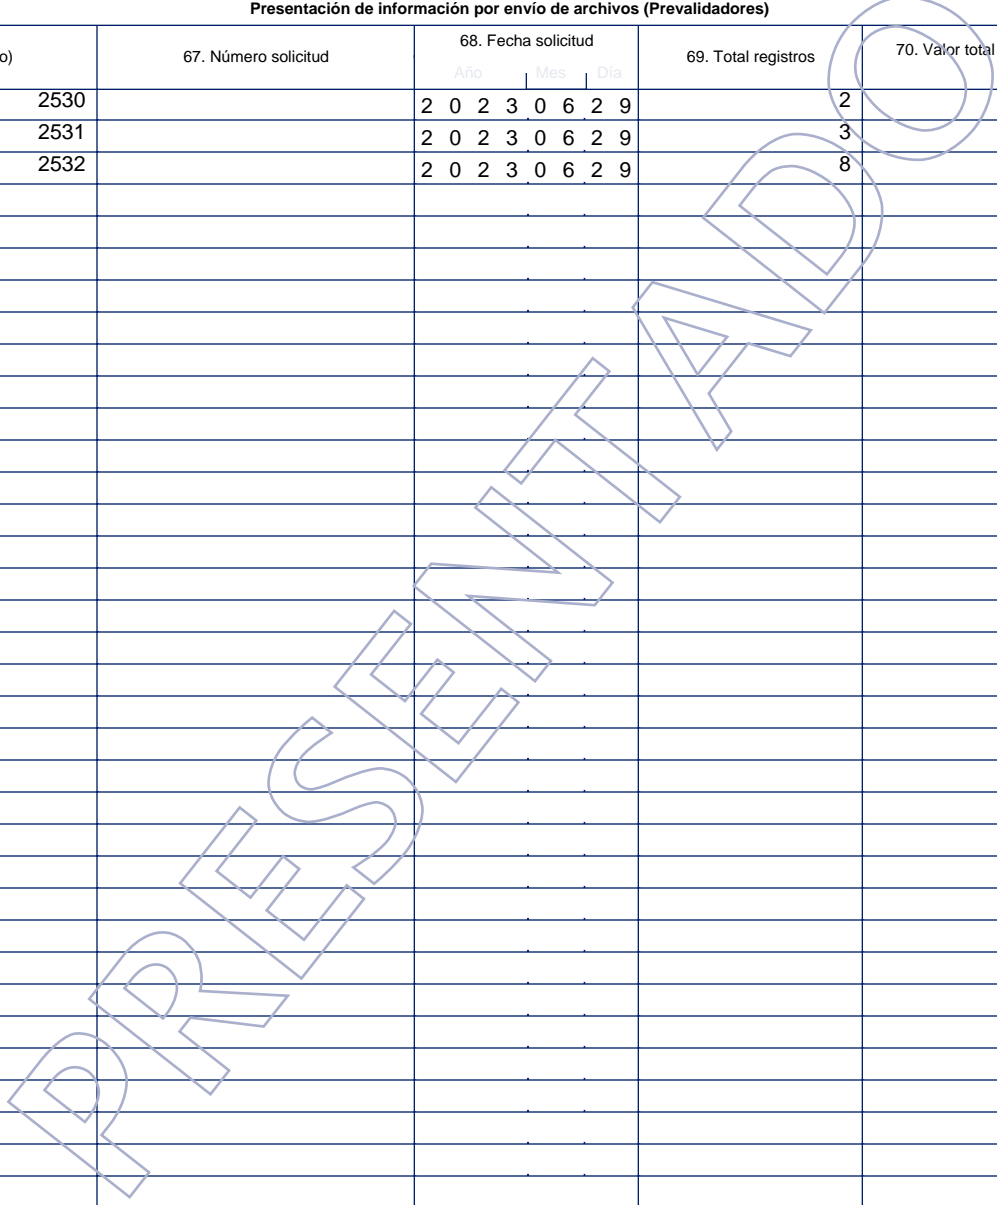 Presentación de información por envío de archivos (Prevalidadores)
o) 67. Número solicitud 68. Fecha solicitud 69. Total registros 70. Valor total
Año Mes Día
2530 2 0 2 3 0 6 2 9 2
2531 2 0 2 3 0 6 2 9 3
2532 2 0 2 3 0 6 2 9 8
PRESENTADO